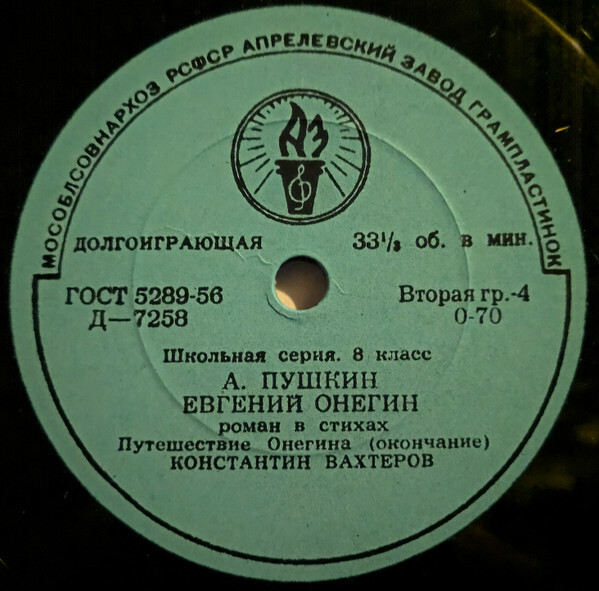 МОСОБЛСОВНАРХОЗ РСФСР АПРЕЛЕВСКИЙ ЗАВОД ГРАМПЛАСТИНОК
АЗ
ДОЛГОИГРАЮЩАЯ 33⅓ об. в мин.
ГОСТ 5289-56 Вторая гр.-4
Д—7258 0-70
Школьная серия. 8 класс
А. ПУШКИН
ЕВГЕНИЙ ОНЕГИН
роман в стихах
Путешествие Онегина (окончание)
КОНСТАНТИН ВАХТЕРОВ